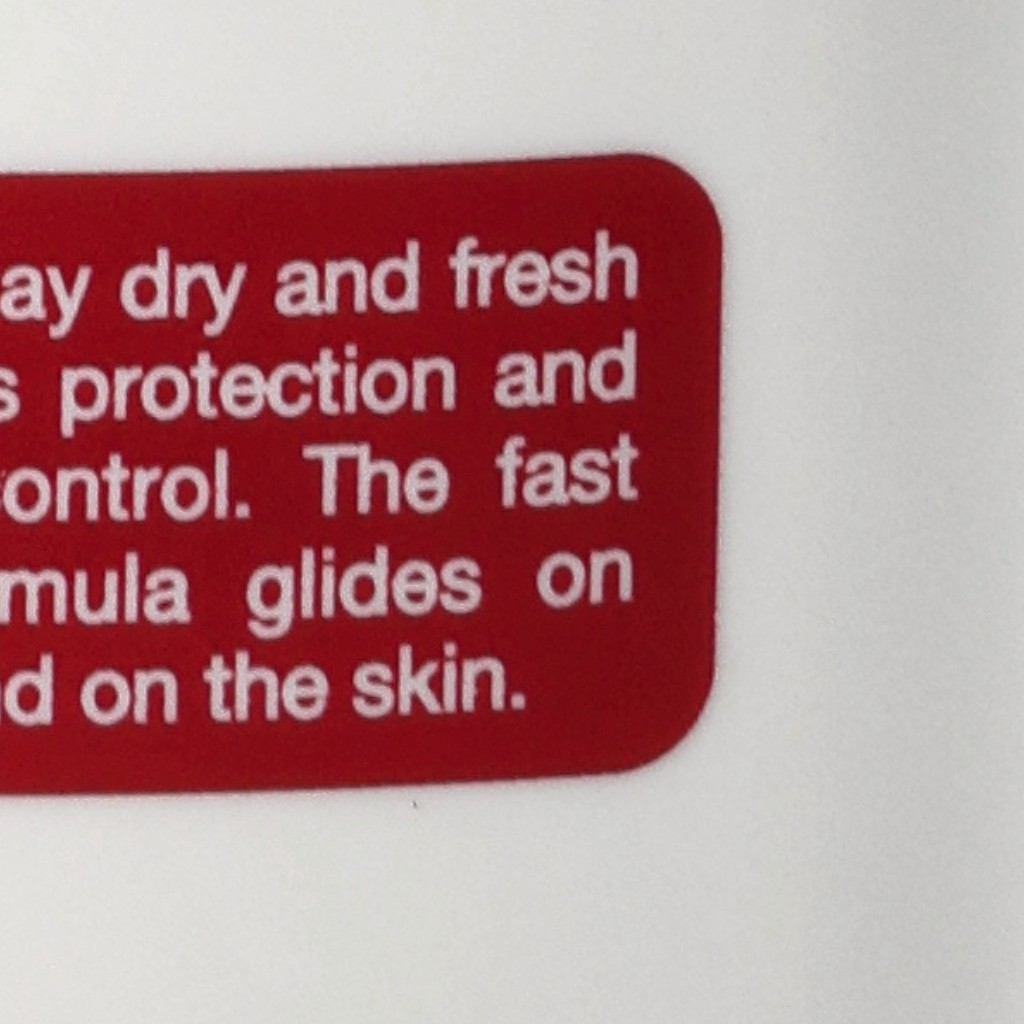 ay dry and fresh
s protection and
ontrol. The fast
mula glides on
d on the skin.